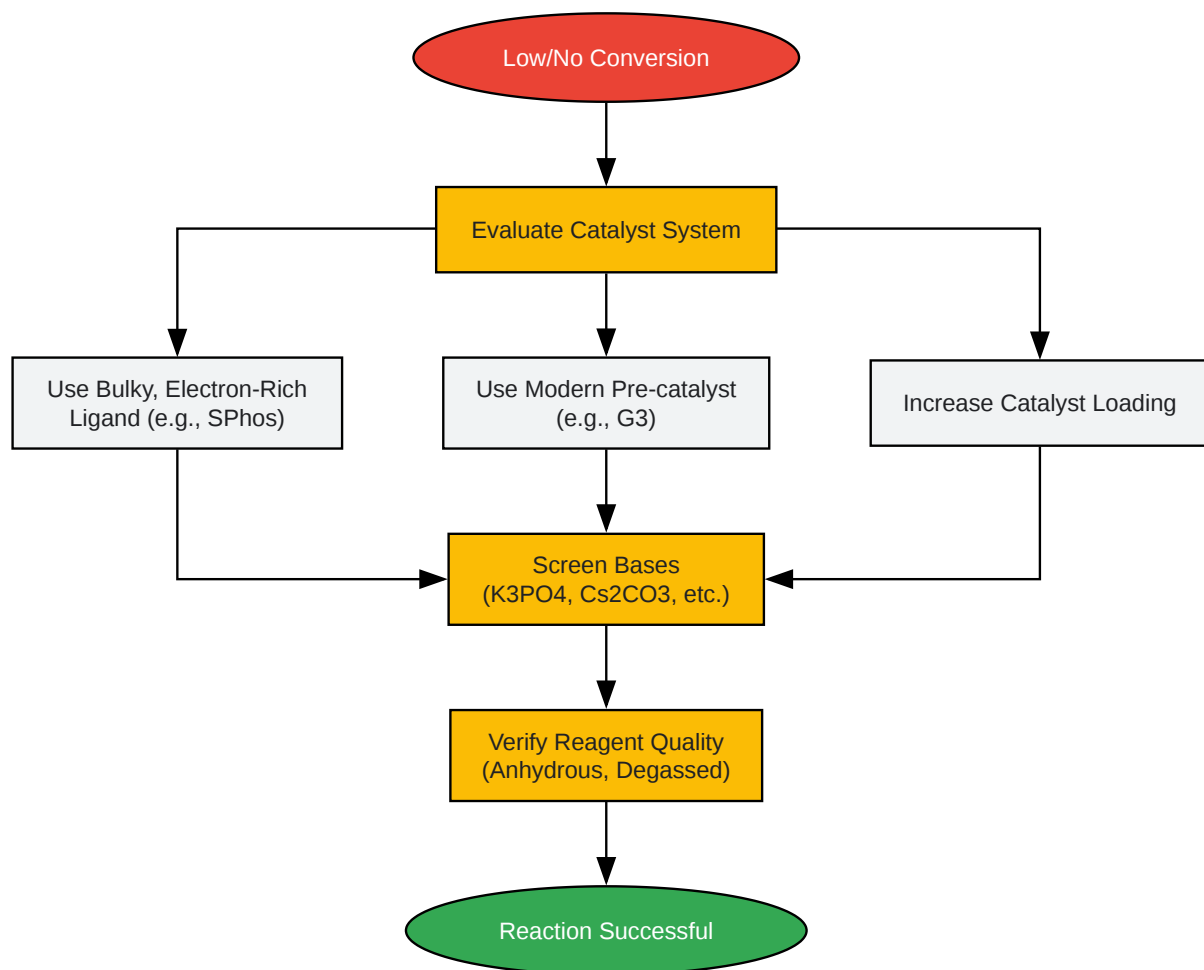 Low/No Conversion
Evaluate Catalyst System
Use Bulky, Electron-Rich
Ligand (e.g., SPhos)
Use Modern Pre-catalyst
(e.g., G3)
Increase Catalyst Loading
Screen Bases
(K3PO4, Cs2CO3, etc.)
Verify Reagent Quality
(Anhydrous, Degassed)
Reaction Successful